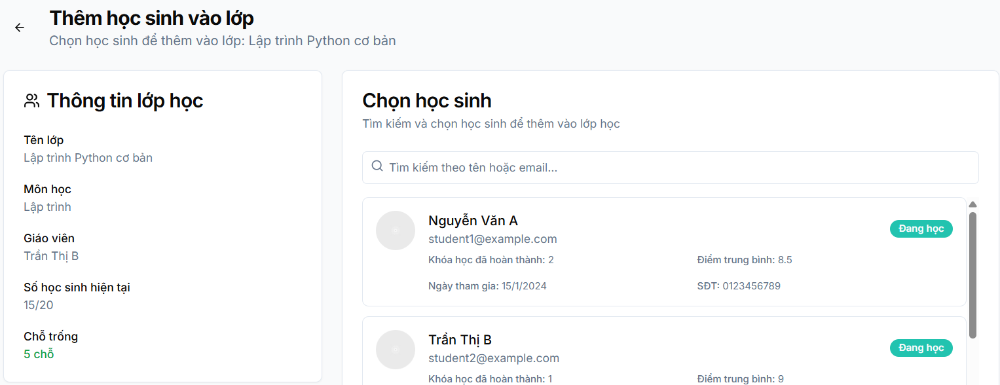 Thêm học sinh vào lớp
Chọn học sinh để thêm vào lớp: Lập trình Python cơ bản
Thông tin lớp học
Tên lớp
Lập trình Python cơ bản
Môn học
Lập trình
Giáo viên
Trần Thị B
Số học sinh hiện tại
15/20
Chỗ trống
5 chỗ
Chọn học sinh
Tìm kiếm và chọn học sinh để thêm vào lớp học
Tìm kiếm theo tên hoặc email...
Nguyễn Văn A
Đang học
student1@example.com
Khóa học đã hoàn thành: 2
Điểm trung bình: 8.5
Ngày tham gia: 15/1/2024
SĐT: 0123456789
Trần Thị B
Đang học
student2@example.com
Khóa học đã hoàn thành: 1
Điểm trung bình: 9